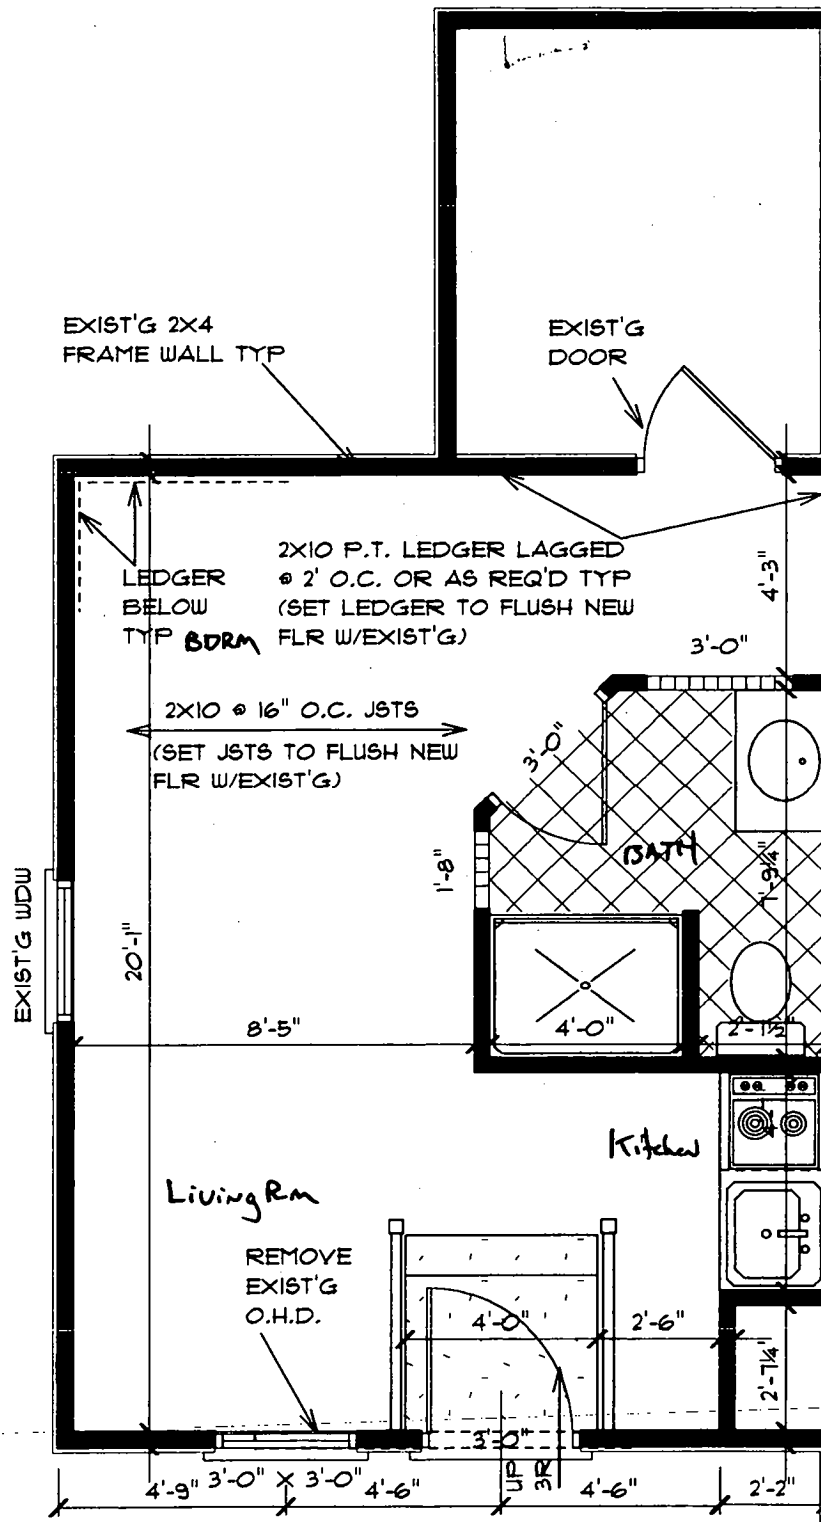 EXIST'G 2X4
FRAME WALL TYP
EXIST'G
DOOR
LEDGER
BELOW
TYP
BDRM
2X10 P.T. LEDGER LAGGED
@ 2' O.C. OR AS REQ'D TYP
(SET LEDGER TO FLUSH NEW
FLR W/EXIST'G)
4'-3"
3'-0"
2X10 @ 16" O.C. JSTS
(SET JSTS TO FLUSH NEW
FLR W/EXIST'G)
3'-0"
BATH
1'-8"
7'-9¼"
EXIST'G WDW
20'-1"
8'-5"
4'-0"
2'-1½"
Kitchen
Living Rm
REMOVE
EXIST'G
O.H.D.
4'-0"
2'-6"
2'-7¼"
3'-0"
UP
3R
4'-9"
3'-0" X 3'-0"
4'-6"
4'-6"
2'-2"